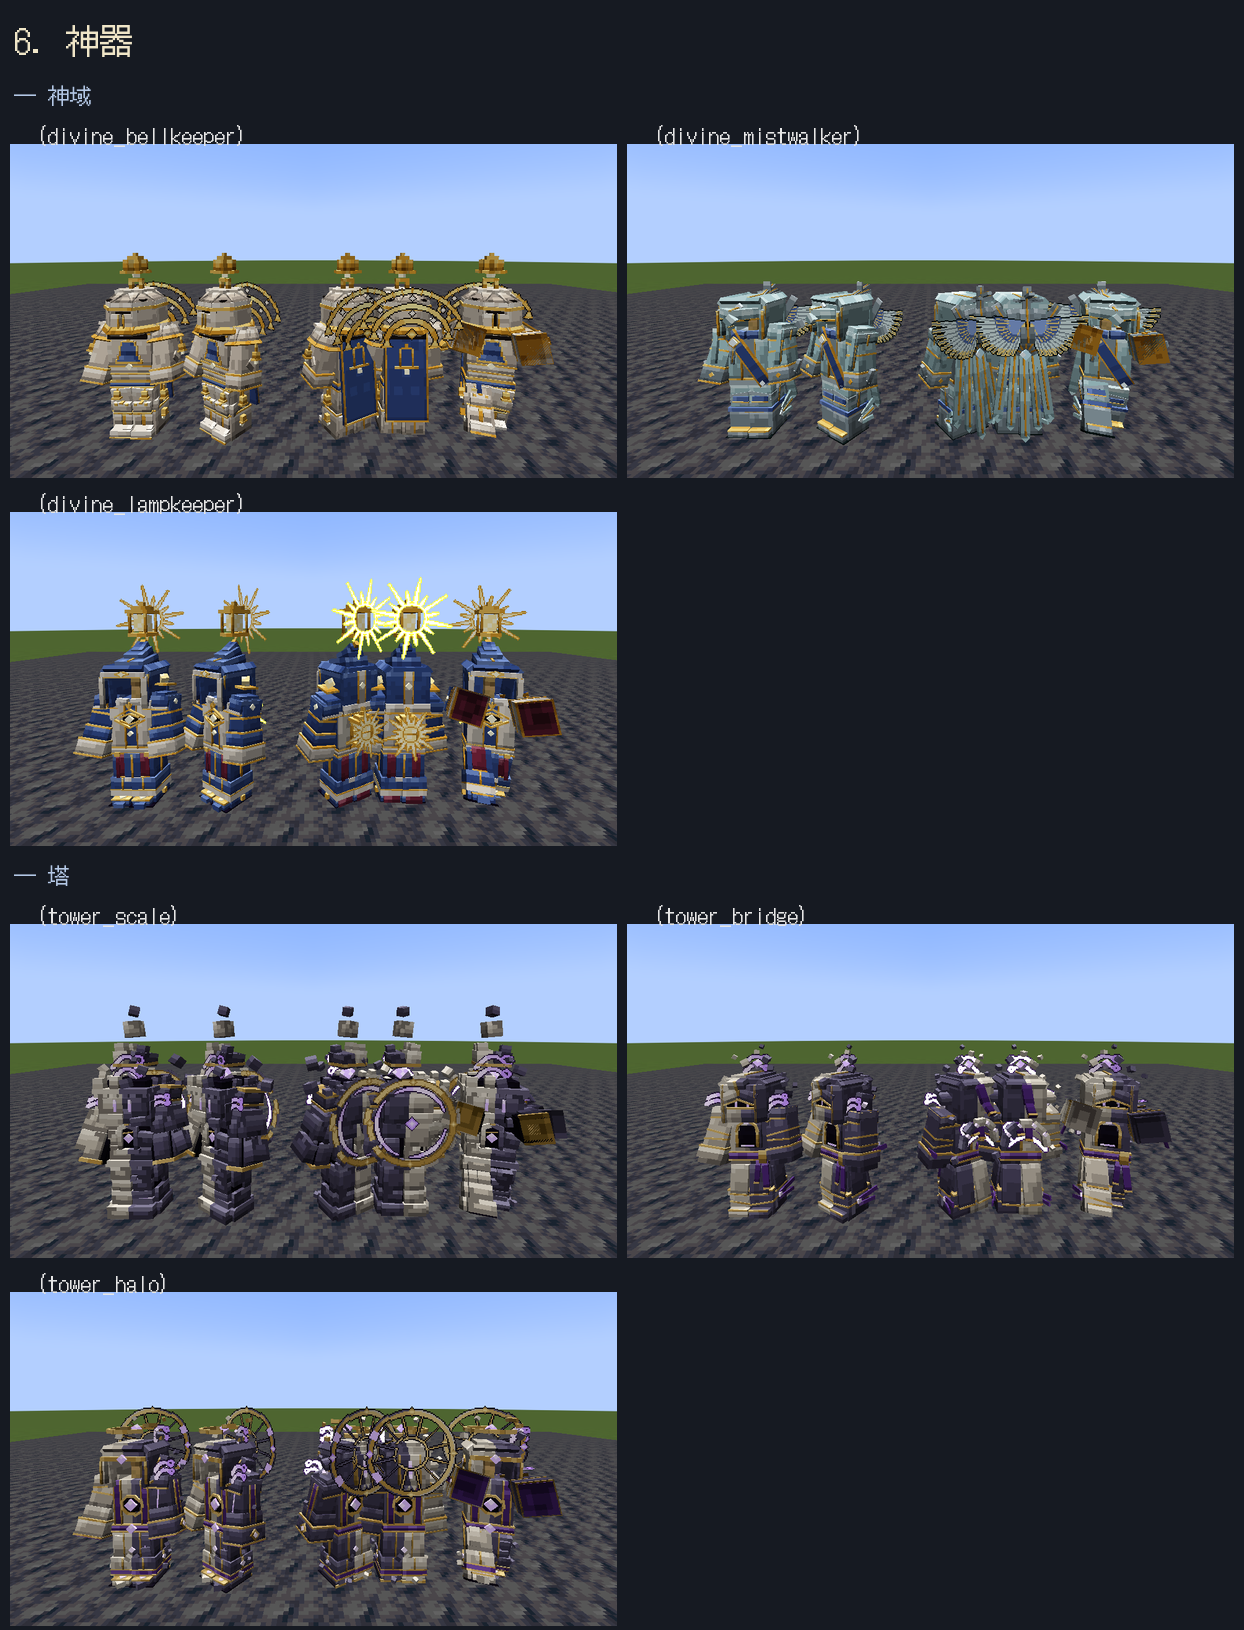 6. 神器
― 神域
(divine_bellkeeper)
(divine_mistwalker)
(divine_lampkeeper)
― 塔
(tower_scale)
(tower_bridge)
(tower_halo)